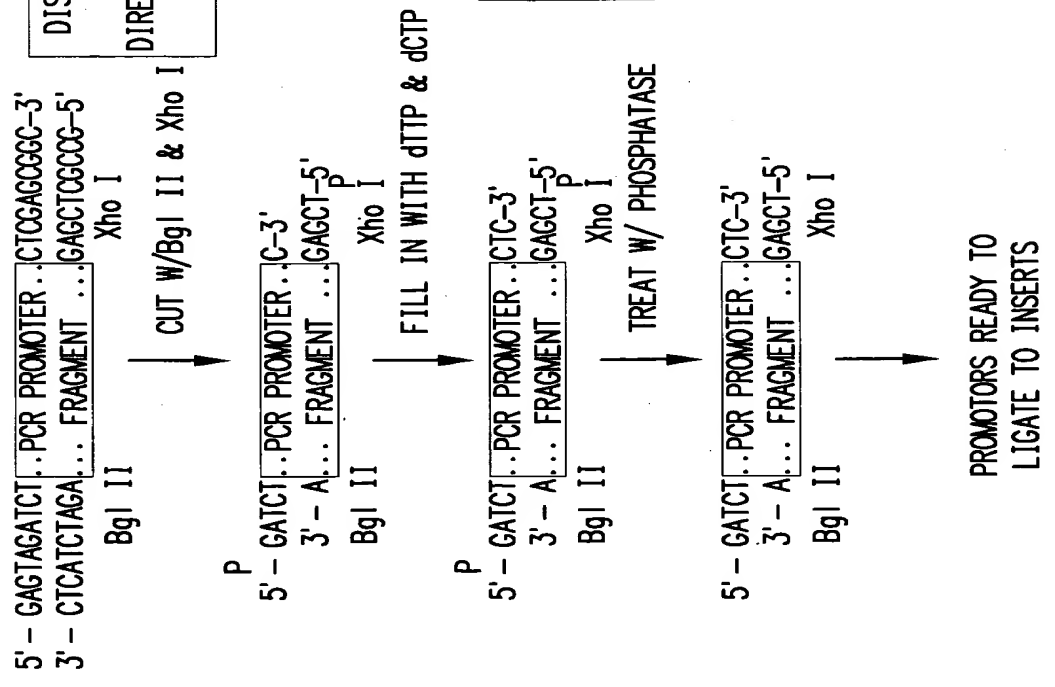 5'- GAGTAGATCT..PCR PROMOTER..CTCGAGCGGC-3'
3'- CTCATCTAGA... FRAGMENT ...GAGCTCGCCG-5'
Bgl II Xho I
DIS
DIRE
CUT W/Bgl II & Xho I
P
5'- GATCT..PCR PROMOTER..C-3'
3'- A... FRAGMENT ...GAGCT-5'
P
Bgl II Xho I
FILL IN WITH dTTP & dCTP
P
5'- GATCT..PCR PROMOTER..CTC-3'
3'- A... FRAGMENT ...GAGCT-5'
P
Bgl II Xho I
TREAT W/ PHOSPHATASE
5'- GATCT..PCR PROMOTER..CTC-3'
3'- A... FRAGMENT ...GAGCT-5'
Bgl II Xho I
PROMOTORS READY TO
LIGATE TO INSERTS